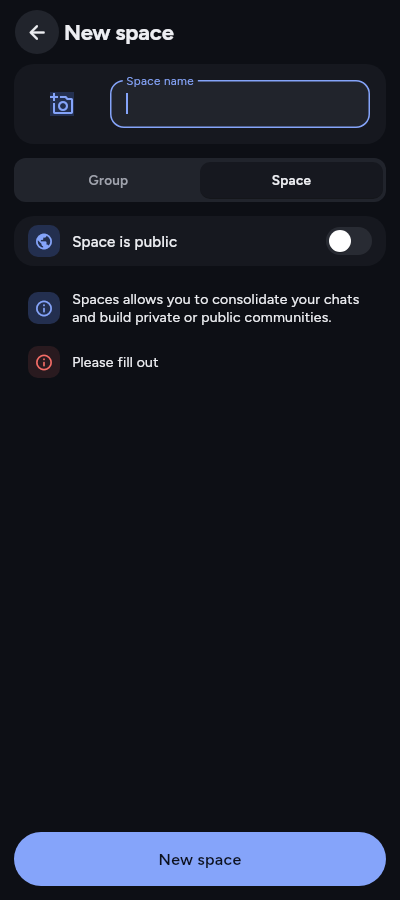 New space
Space name
Group
Space
Space is public
Spaces allows you to consolidate your chats
and build private or public communities.
Please fill out
New space